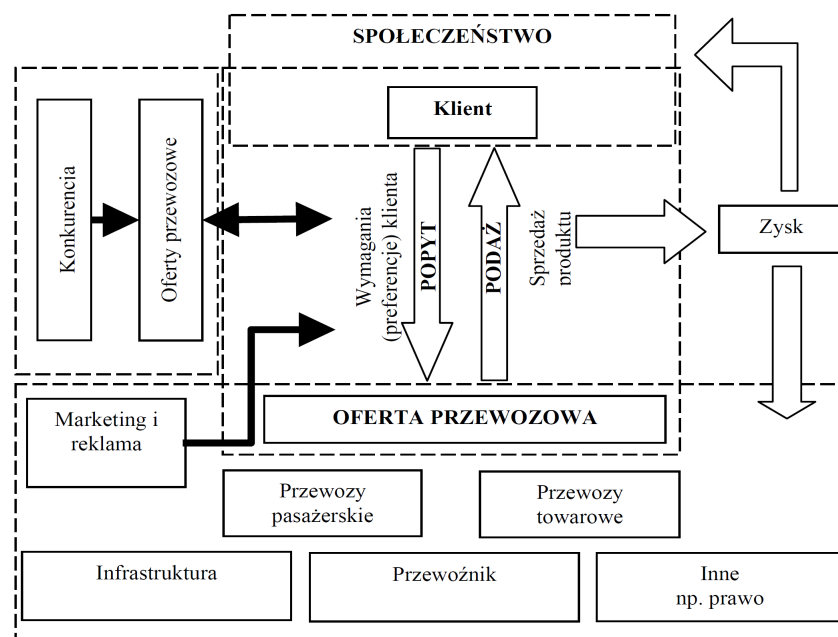 SPOŁECZEŃSTWO
Klient
Konkurencia
Oferty przewozowe
Wymagania
(preferencje) klienta
POPYT
PODAŻ
Sprzedaż
produktu
Zysk
Marketing i
reklama
OFERTA PRZEWOZOWA
Przewozy
pasażerskie
Przewozy
towarowe
Infrastruktura
Przewoźnik
Inne
np. prawo